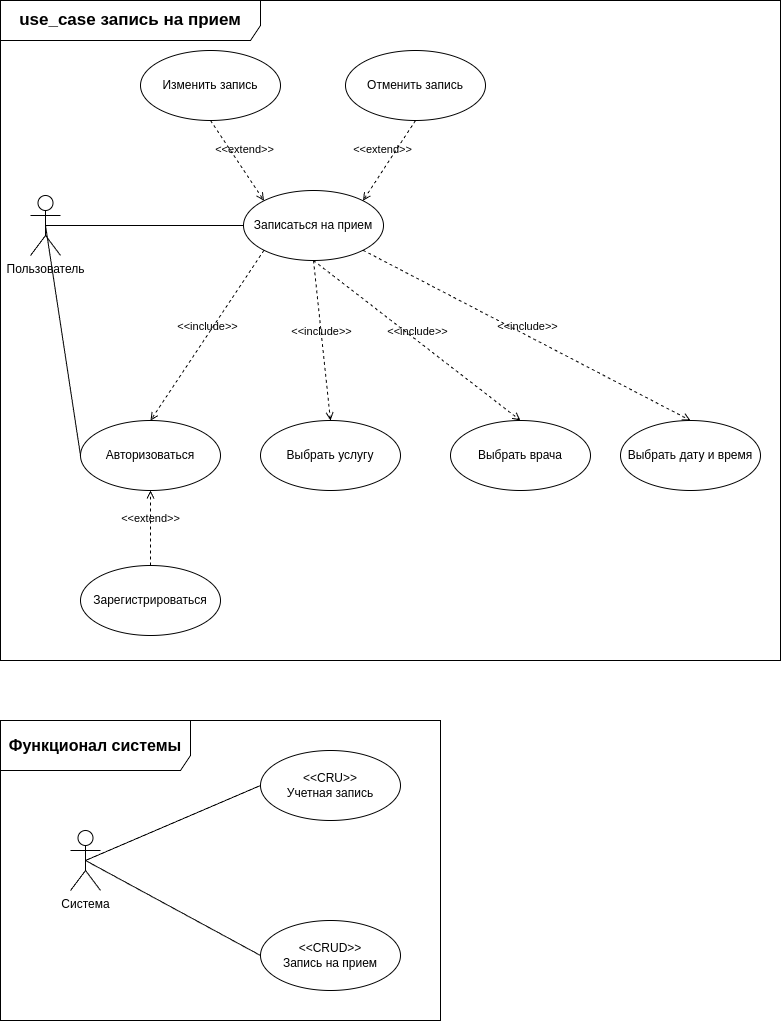 use_case запись на прием
Изменить запись
Отменить запись
<<extend>>
<<extend>>
Записаться на прием
Пользователь
<<include>>
<<include>>
<<include>>
<<include>>
Авторизоваться
Выбрать услугу
Выбрать врача
Выбрать дату и время
<<extend>>
Зарегистрироваться
Функционал системы
<<CRU>>
Учетная запись
Система
<<CRUD>>
Запись на прием